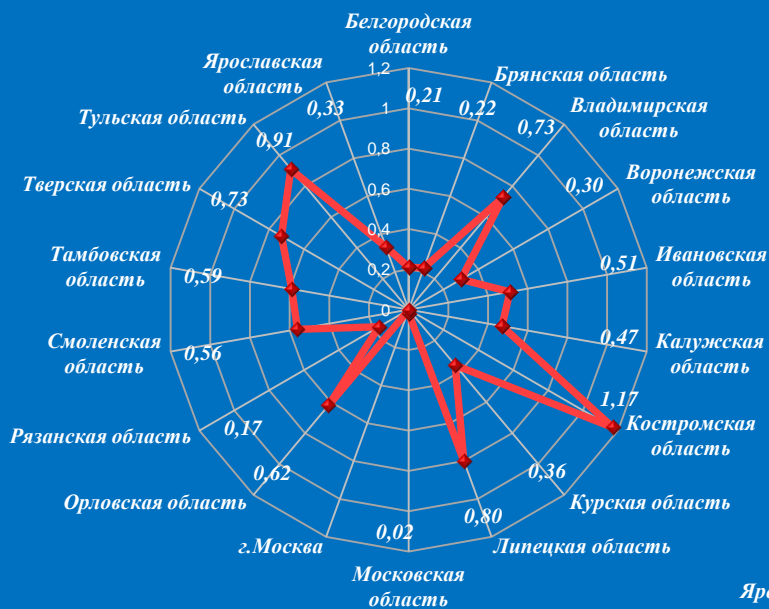 Белгородская
область
Ярославская
область
Брянская область
Владимирская
область
Тульская область
Воронежская
область
Тверская область
Ивановская
область
Тамбовская
область
Калужская
область
Смоленская
область
Костромская
область
Рязанская область
Курская область
Орловская область
Липецкая область
г.Москва
Московская
область
1,2
1
0,8
0,6
0,4
0,2
0
0,21
0,22
0,73
0,30
0,51
0,47
1,17
0,36
0,80
0,02
0,62
0,17
0,56
0,59
0,73
0,91
0,33